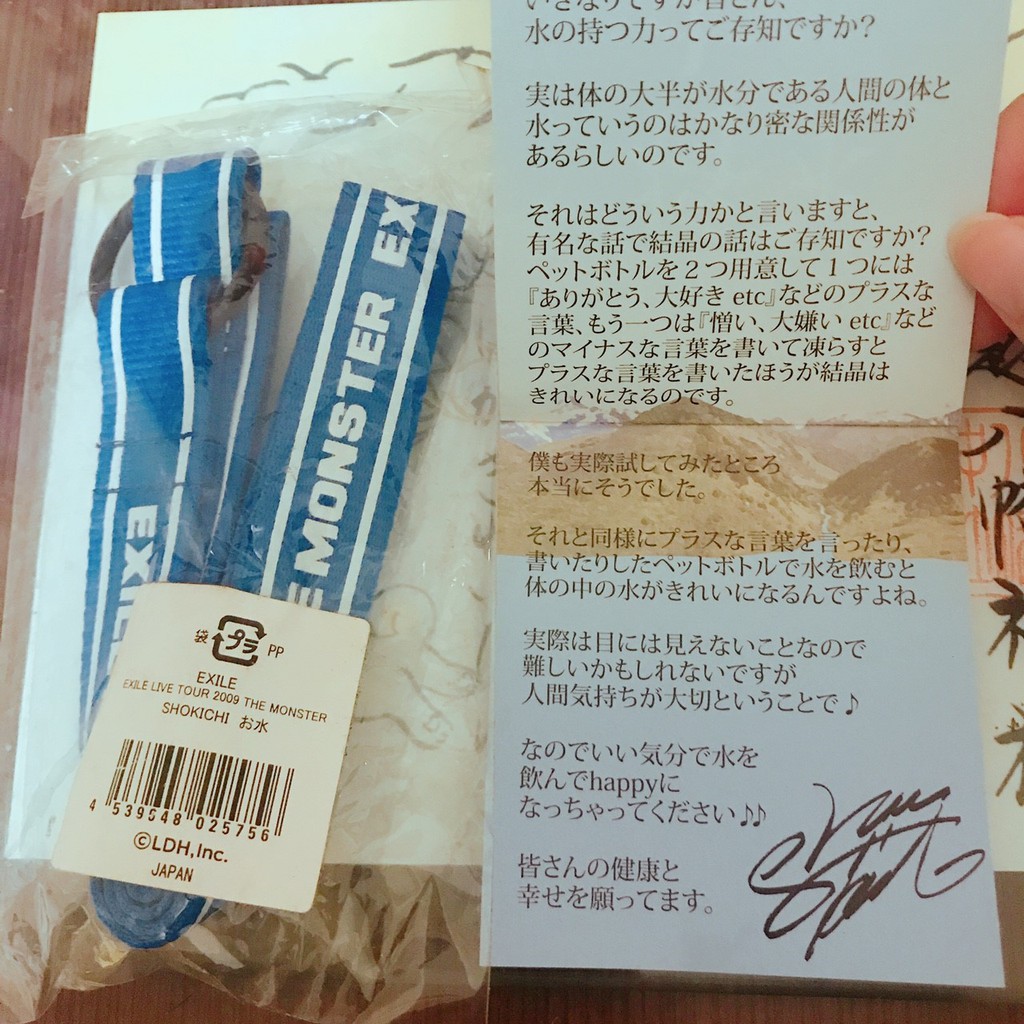 MONSTER EX
EXIL
袋 プラ PP
EXILE
EXILE LIVE TOUR 2009 THE MONSTER
SHOKICHI お水
4 539648 025756
©LDH,Inc.
JAPAN
いきなりですが皆さん、
水の持つ力ってご存知ですか?
実は体の大半が水分である人間の体と
水っていうのはかなり密な関係性が
あるらしいのです。
それはどういう力かと言いますと、
有名な話で結晶の話はご存知ですか?
ペットボトルを2つ用意して1つには
『ありがとう、大好き etc』などのプラスな
言葉、もう一つは『憎い、大嫌い etc』など
のマイナスな言葉を書いて凍らすと
プラスな言葉を書いたほうが結晶は
きれいになるのです。
僕も実際試してみたところ
本当にそうでした。
それと同様にプラスな言葉を言ったり、
書いたりしたペットボトルで水を飲むと
体の中の水がきれいになるんですよね。
実際は目には見えないことなので
難しいかもしれないですが
人間気持ちが大切ということで♪
なのでいい気分で水を
飲んでhappyに
なっちゃってください♪♪
皆さんの健康と
幸せを願ってます。